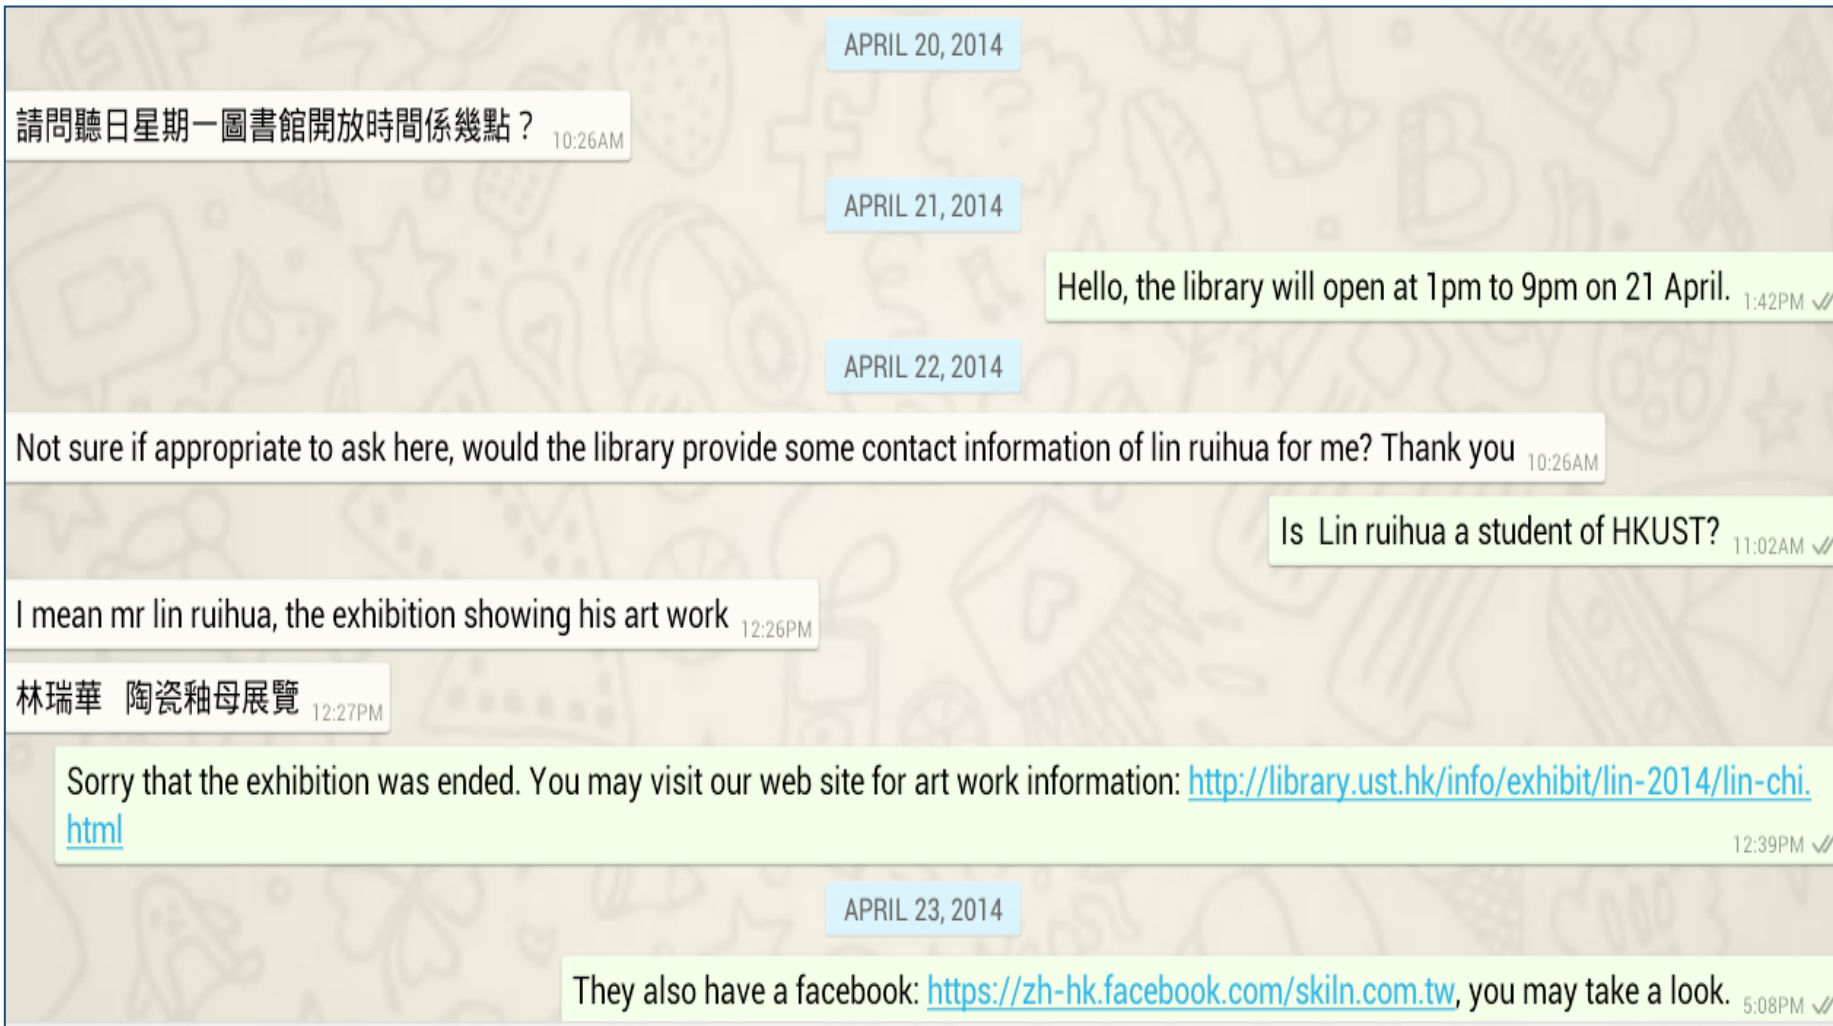 APRIL 20, 2014
請問聽日星期一圖書館開放時間係幾點？ 10:26AM
APRIL 21, 2014
Hello, the library will open at 1pm to 9pm on 21 April. 1:42PM
APRIL 22, 2014
Not sure if appropriate to ask here, would the library provide some contact information of lin ruihua for me? Thank you 10:26AM
Is Lin ruihua a student of HKUST? 11:02AM
I mean mr lin ruihua, the exhibition showing his art work 12:26PM
林瑞華 陶瓷釉母展覽 12:27PM
Sorry that the exhibition was ended. You may visit our web site for art work information: http://library.ust.hk/info/exhibit/lin-2014/lin-chi.
html 12:39PM
APRIL 23, 2014
They also have a facebook: https://zh-hk.facebook.com/skiln.com.tw, you may take a look. 5:08PM